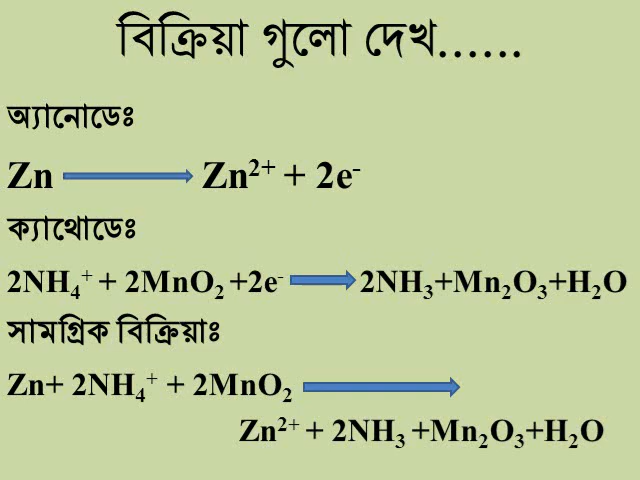 বিক্রিয়া গুলো দেখ......
অ্যানোডেঃ
Zn ⟶ Zn²⁺ + 2e⁻
ক্যাথোডেঃ
2NH₄⁺ + 2MnO₂ +2e⁻ ⟶ 2NH₃+Mn₂O₃+H₂O
সামগ্রিক বিক্রিয়াঃ
Zn+ 2NH₄⁺ + 2MnO₂ ⟶
Zn²⁺ + 2NH₃ +Mn₂O₃+H₂O